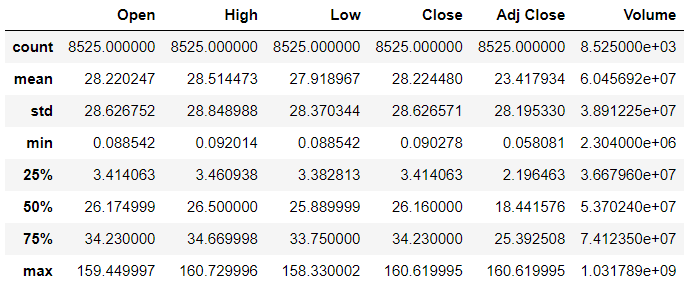 Open High Low Close Adj Close Volume
count 8525.000000 8525.000000 8525.000000 8525.000000 8525.000000 8.525000e+03
mean 28.220247 28.514473 27.918967 28.224480 23.417934 6.045692e+07
std 28.626752 28.848988 28.370344 28.626571 28.195330 3.891225e+07
min 0.088542 0.092014 0.088542 0.090278 0.058081 2.304000e+06
25% 3.414063 3.460938 3.382813 3.414063 2.196463 3.667960e+07
50% 26.174999 26.500000 25.889999 26.160000 18.441576 5.370240e+07
75% 34.230000 34.669998 33.750000 34.230000 25.392508 7.412350e+07
max 159.449997 160.729996 158.330002 160.619995 160.619995 1.031789e+09